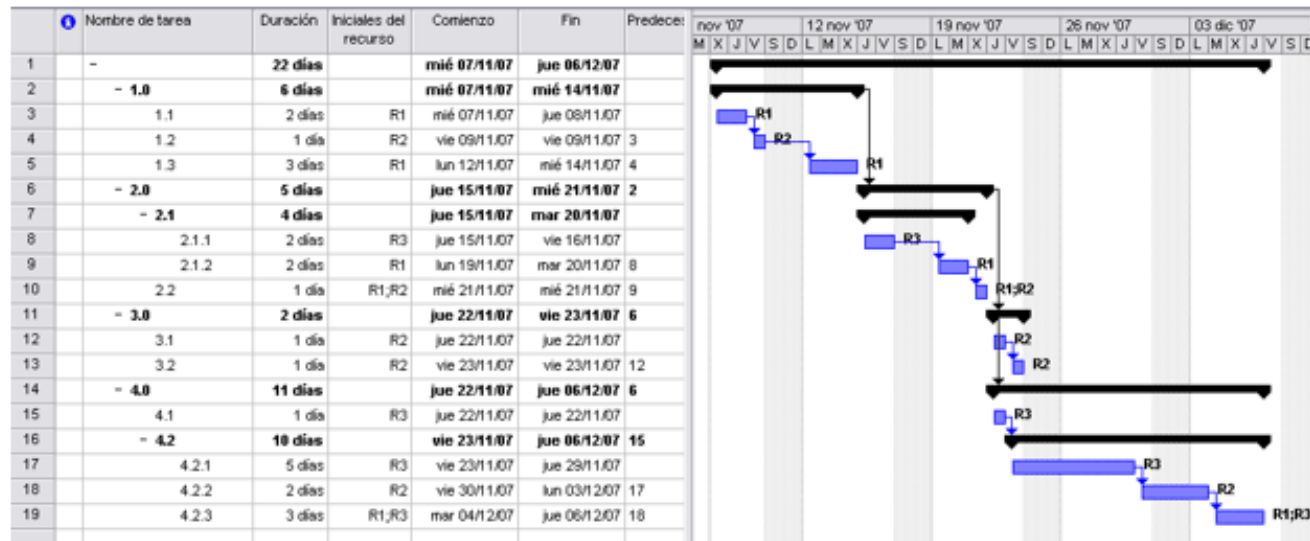 Nombre de tarea Duración Iniciales del recurso Comienzo Fin Predeces
nov '07 12 nov '07 19 nov '07 26 nov '07 03 dic '07
M X J V S D L M X J V S D L M X J V S D L M X J V S D L M X J V S D
1 - 22 días mié 07/11/07 jue 06/12/07
2 - 1.0 6 días mié 07/11/07 mié 14/11/07
3 1.1 2 días R1 mié 07/11/07 jue 08/11/07 R1
4 1.2 1 día R2 vie 09/11/07 vie 09/11/07 3 R2
5 1.3 3 días R1 lun 12/11/07 mié 14/11/07 4 R1
6 - 2.0 5 días jue 15/11/07 mié 21/11/07 2
7 - 2.1 4 días jue 15/11/07 mar 20/11/07
8 2.1.1 2 días R3 jue 15/11/07 vie 16/11/07 R3
9 2.1.2 2 días R1 lun 19/11/07 mar 20/11/07 8 R1
10 2.2 1 día R1;R2 mié 21/11/07 mié 21/11/07 9 R1;R2
11 - 3.0 2 días jue 22/11/07 vie 23/11/07 6
12 3.1 1 día R2 jue 22/11/07 jue 22/11/07 R2
13 3.2 1 día R2 vie 23/11/07 vie 23/11/07 12 R2
14 - 4.0 11 días jue 22/11/07 jue 06/12/07 6
15 4.1 1 día R3 jue 22/11/07 jue 22/11/07 R3
16 - 4.2 10 días vie 23/11/07 jue 06/12/07 15
17 4.2.1 5 días R3 vie 23/11/07 jue 29/11/07 R3
18 4.2.2 2 días R2 vie 30/11/07 lun 03/12/07 17 R2
19 4.2.3 3 días R1;R3 mar 04/12/07 jue 06/12/07 18 R1;R3